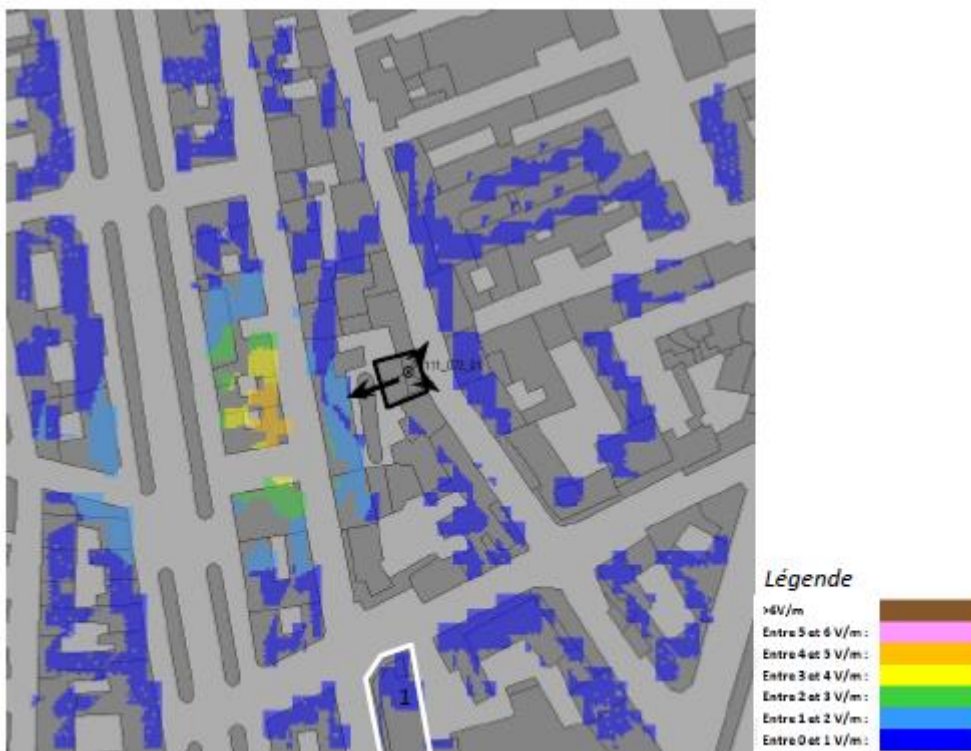 1
Légende
>6V/m
Entre 5 et 6 V/m :
Entre 4 et 5 V/m :
Entre 3 et 4 V/m :
Entre 2 et 3 V/m :
Entre 1 et 2 V/m :
Entre 0 et 1 V/m :